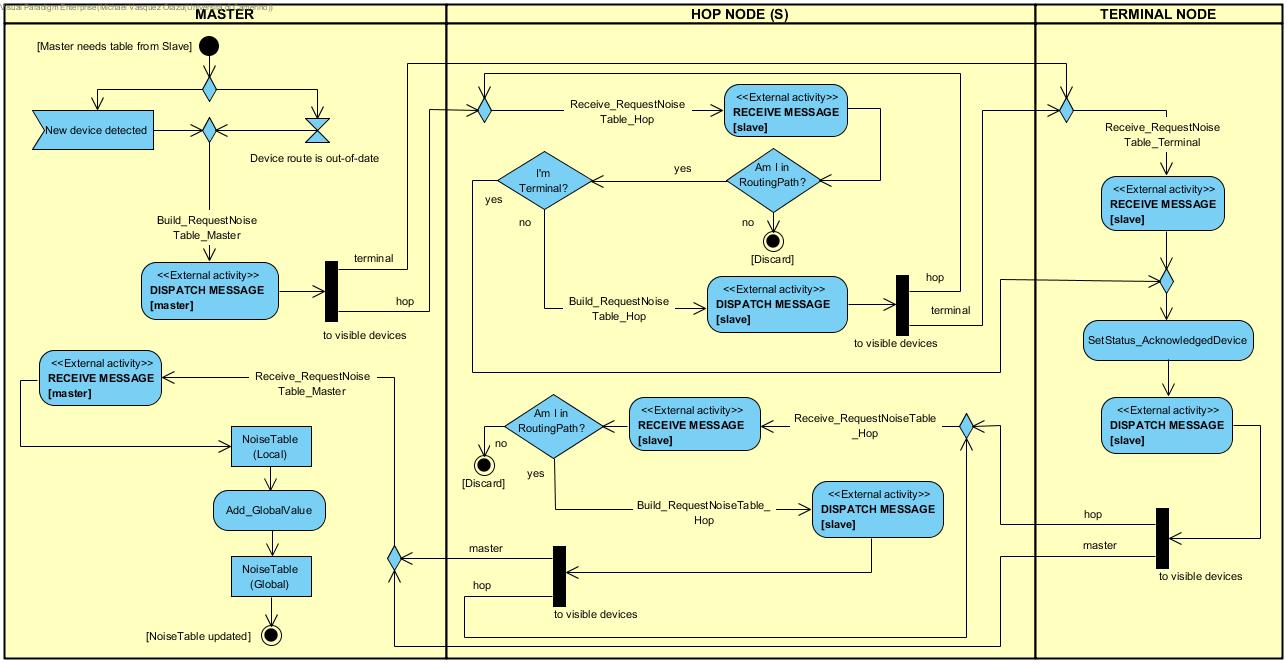 Visual Paradigm Enterprise(Michael Vasquez Otazu(Universita di Camerino))
MASTER
[Master needs table from Slave]
New device detected
Device route is out-of-date
Build_RequestNoise
Table_Master
<<External activity>>
DISPATCH MESSAGE
[master]
terminal
hop
to visible devices
<<External activity>>
RECEIVE MESSAGE
[master]
Receive_RequestNoise
Table_Master
NoiseTable
(Local)
Add_GlobalValue
NoiseTable
(Global)
[NoiseTable updated]
HOP NODE (S)
Receive_RequestNoise
Table_Hop
<<External activity>>
RECEIVE MESSAGE
[slave]
Am I in
RoutingPath?
yes
no
[Discard]
I'm
Terminal?
yes
no
Build_RequestNoise
Table_Hop
<<External activity>>
DISPATCH MESSAGE
[slave]
hop
terminal
to visible devices
Receive_RequestNoiseTable
_Hop
<<External activity>>
RECEIVE MESSAGE
[slave]
Am I in
RoutingPath?
no
[Discard]
yes
Build_RequestNoiseTable_
Hop
<<External activity>>
DISPATCH MESSAGE
[slave]
master
hop
to visible devices
TERMINAL NODE
Receive_RequestNoise
Table_Terminal
<<External activity>>
RECEIVE MESSAGE
[slave]
SetStatus_AcknowledgedDevice
<<External activity>>
DISPATCH MESSAGE
[slave]
hop
master
to visible devices